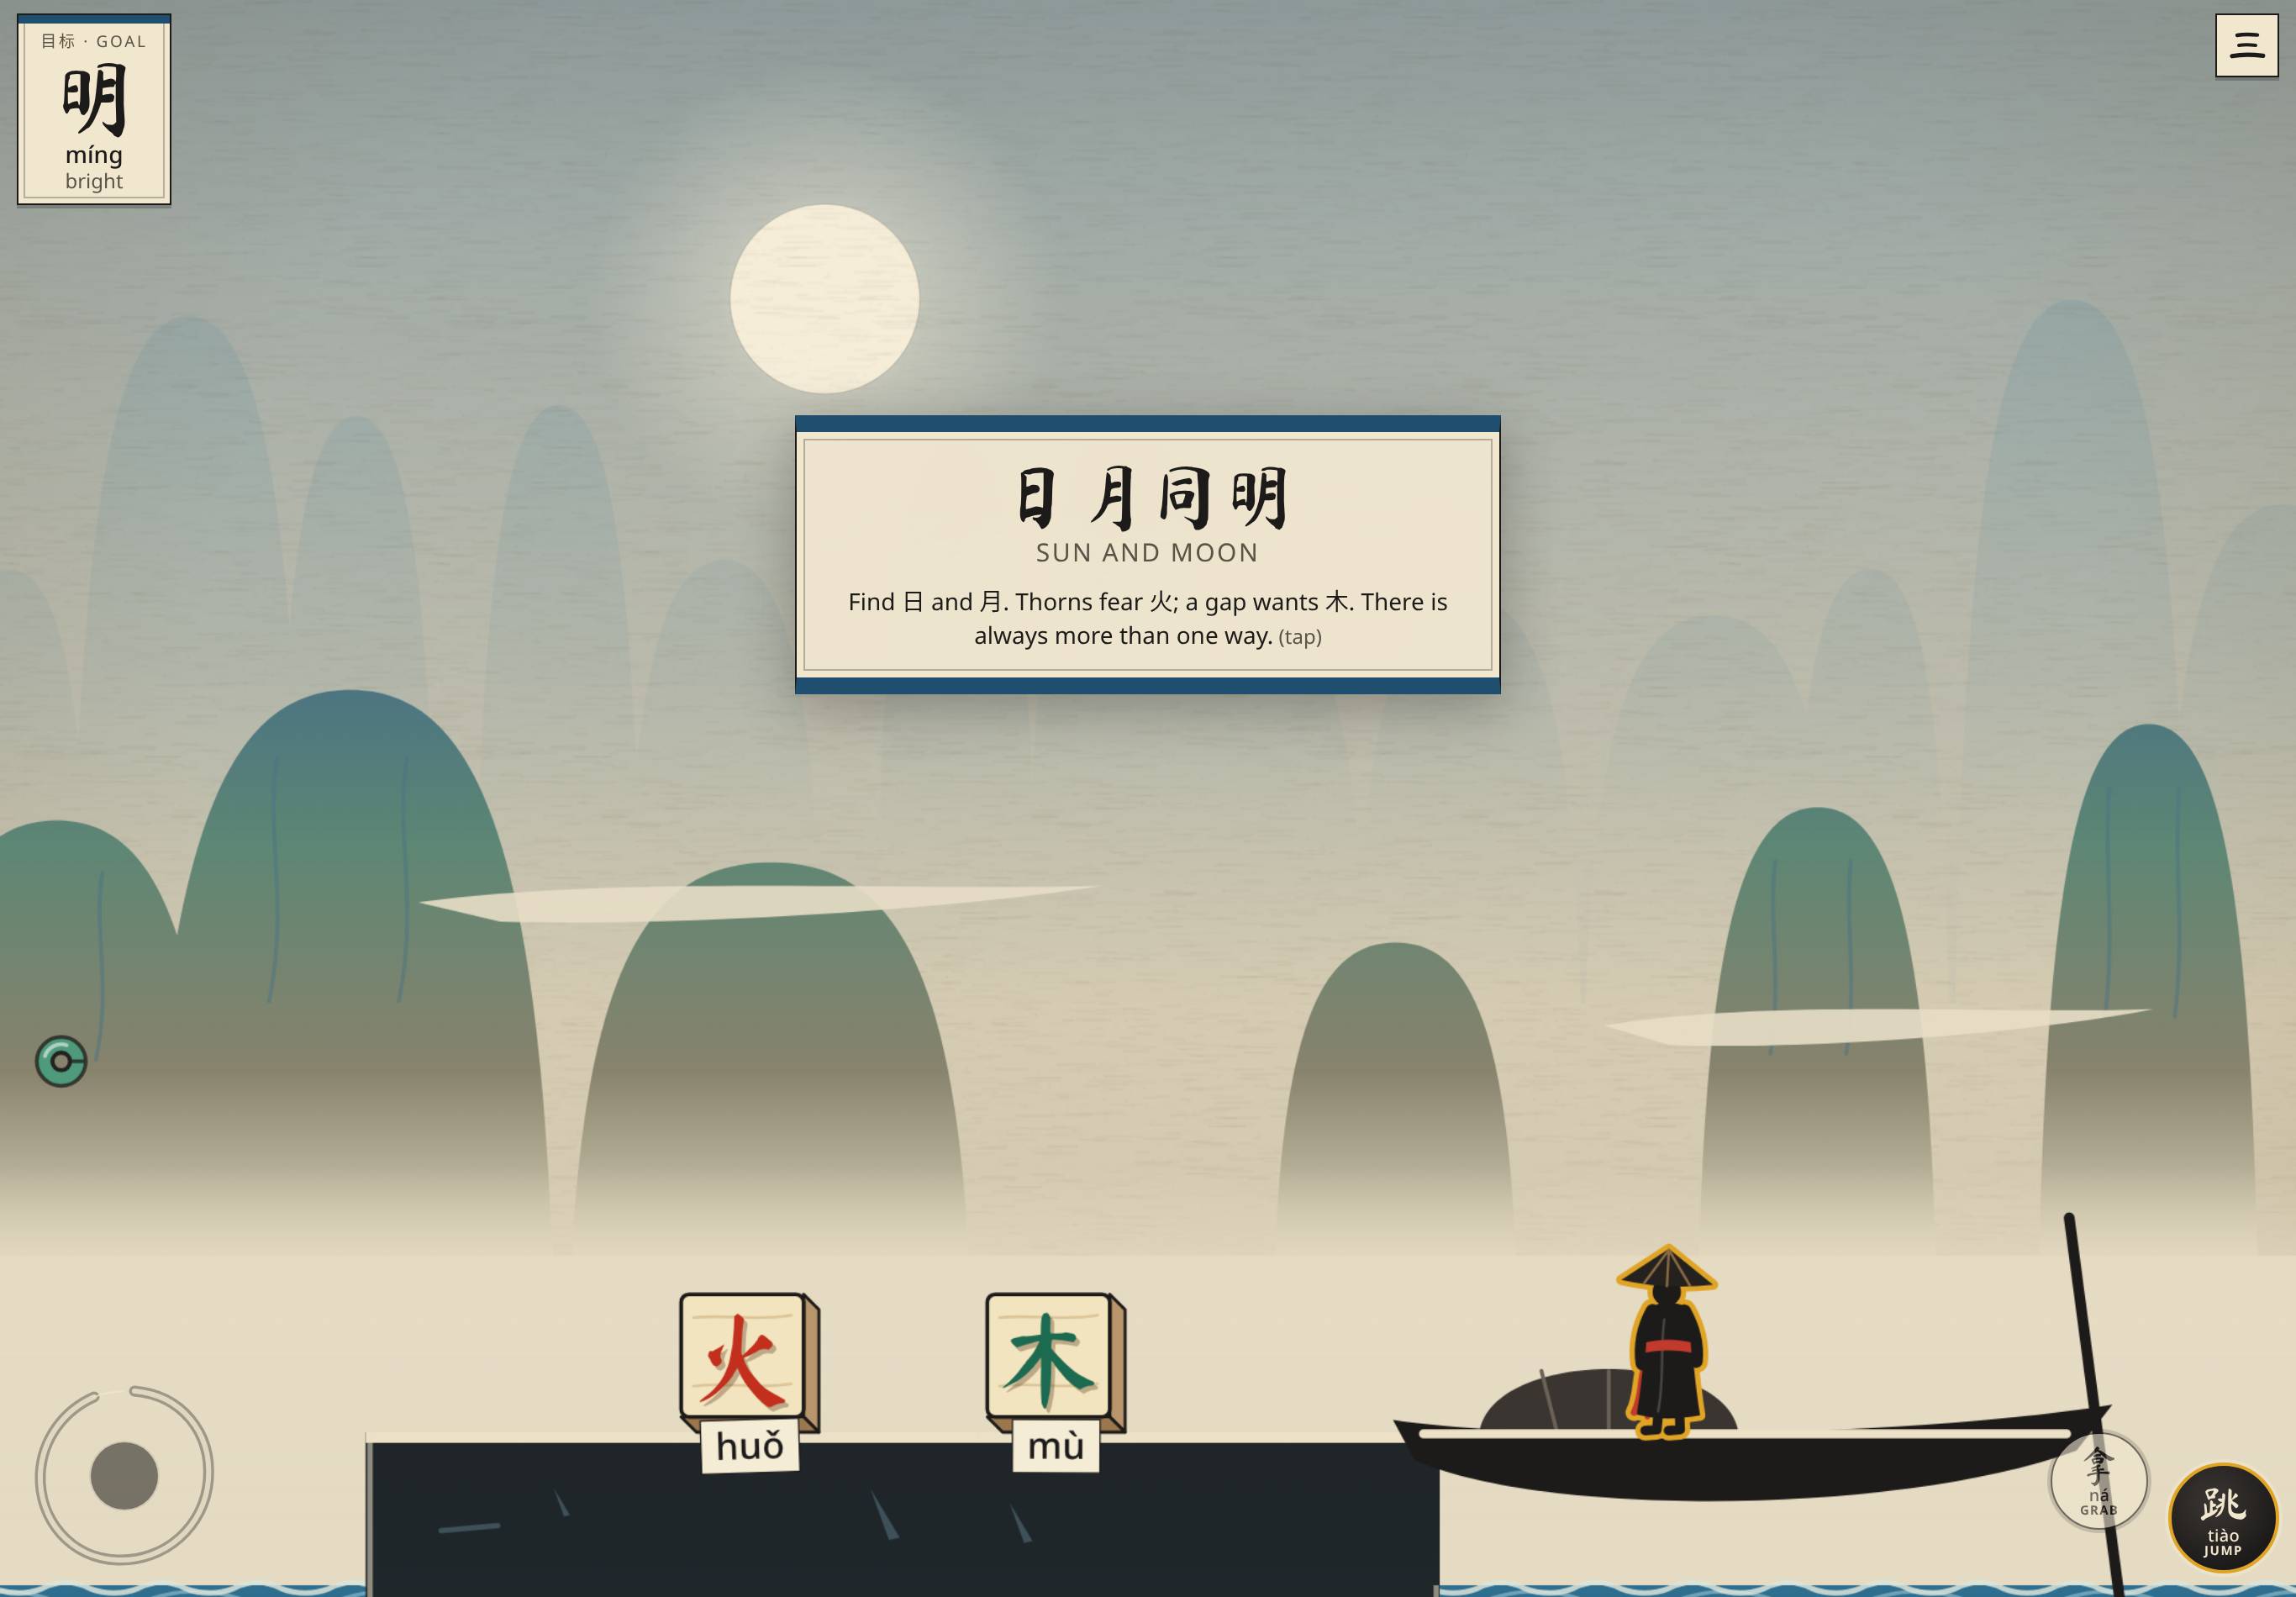 目标 · GOAL
明
míng
bright
三
日月同明
SUN AND MOON
Find 日 and 月. Thorns fear 火; a gap wants 木. There is
always more than one way. (tap)
火
huǒ
木
mù
拿
ná
GRAB
跳
tiào
JUMP